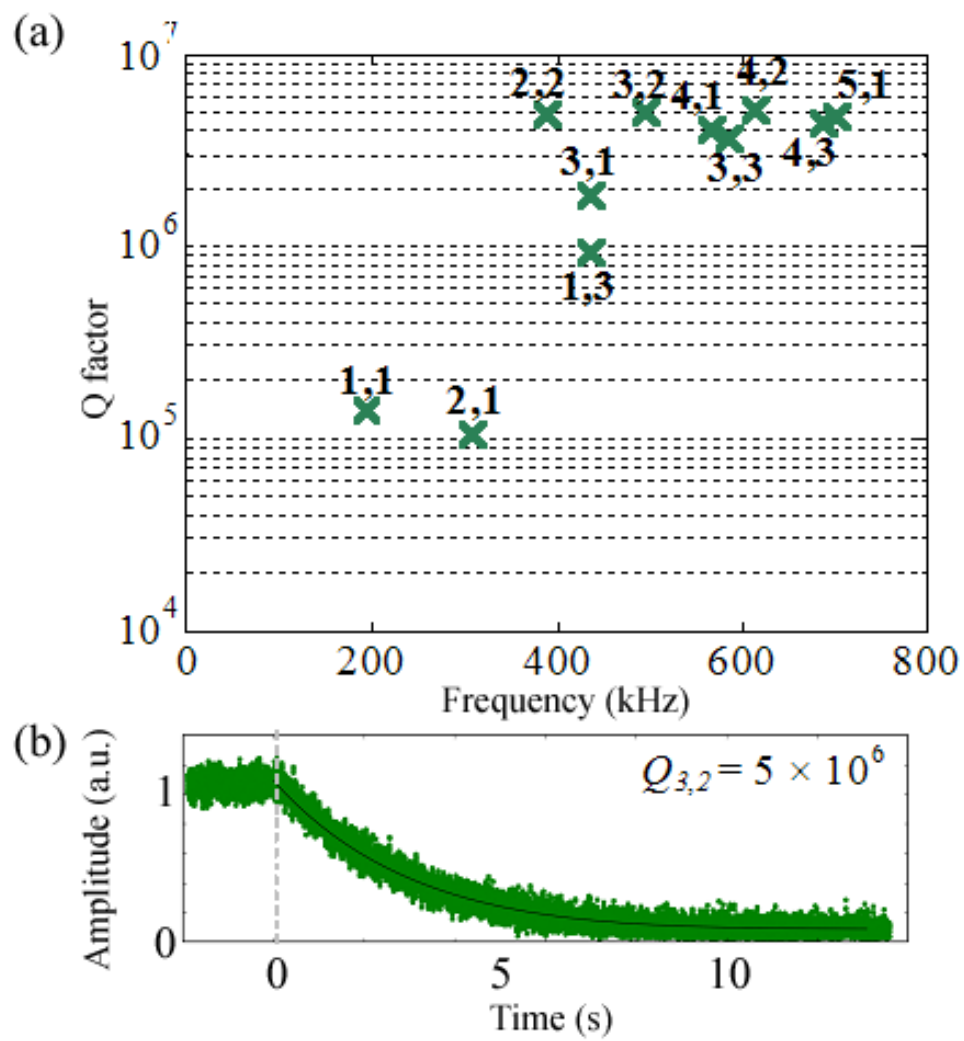 (a)
10^7
10^6
10^5
10^4
Q factor
2,2
3,2
4,1
4,2
5,1
3,1
3,3
4,3
1,3
1,1
2,1
0 200 400 600 800
Frequency (kHz)
(b)
Q_{3,2} = 5 × 10^6
1
0
Amplitude (a.u.)
0 5 10
Time (s)